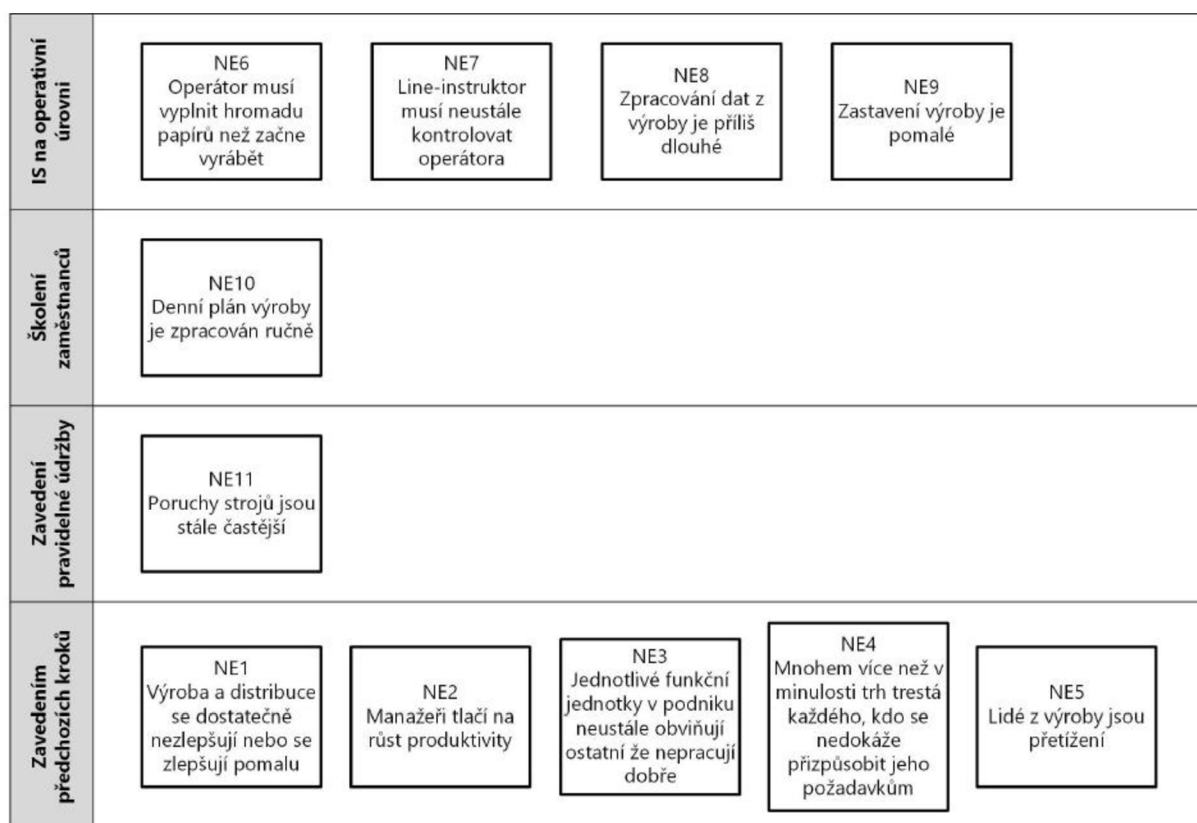 IS na operativní
úrovni
NE6
Operátor musí
vyplnit hromadu
papírů než začne
vyrábět
NE7
Line-instruktor
musí neustále
kontrolovat
operátora
NE8
Zpracování dat z
výroby je příliš
dlouhé
NE9
Zastavení výroby je
pomalé
Školení
zaměstnanců
NE10
Denní plán výroby
je zpracován ručně
Zavedení
pravidelné údržby
NE11
Poruchy strojů jsou
stále častější
Zavedením
předchozích kroků
NE1
Výroba a distribuce
se dostatečně
nezlepšují nebo se
zlepšují pomalu
NE2
Manažeři tlačí na
růst produktivity
NE3
Jednotlivé funkční
jednotky v podniku
neustále obviňují
ostatní že nepracují
dobře
NE4
Mnohem více než v
minulosti trh trestá
každého, kdo se
nedokáže
přizpůsobit jeho
požadavkům
NE5
Lidé z výroby jsou
přetížení